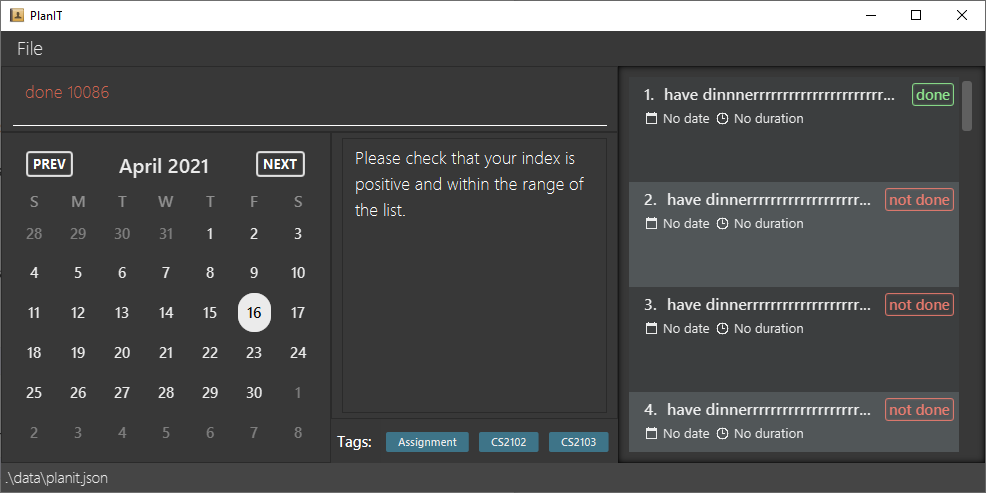 PlanIT
File
done 10086
PREV April 2021 NEXT
S M T W T F S
28 29 30 31 1 2 3
4 5 6 7 8 9 10
11 12 13 14 15 16 17
18 19 20 21 22 23 24
25 26 27 28 29 30 1
2 3 4 5 6 7 8
Please check that your index is
positive and within the range of
the list.
Tags: Assignment CS2102 CS2103
1. have dinnnerrrrrrrrrrrrrrrrrrrrrr... done
No date No duration
2. have dinnerrrrrrrrrrrrrrrrrrr... not done
No date No duration
3. have dinnerrrrrrrrrrrrrrrrrrr... not done
No date No duration
4. have dinnerrrrrrrrrrrrrrrrrrr... not done
No date No duration
.\data\planit.json